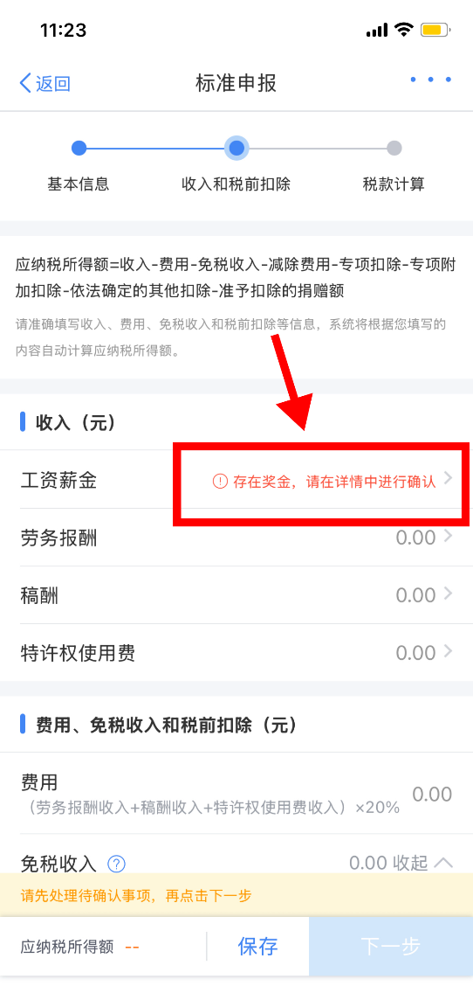 11:23
返回
标准申报
基本信息
收入和税前扣除
税款计算
应纳税所得额=收入-费用-免税收入-减除费用-专项扣除-专项附
加扣除-依法确定的其他扣除-准予扣除的捐赠额
请准确填写收入、费用、免税收入和税前扣除等信息，系统将根据您填写的
内容自动计算应纳税所得额。
收入（元）
工资薪金 存在奖金，请在详情中进行确认
劳务报酬 0.00
稿酬 0.00
特许权使用费 0.00
费用、免税收入和税前扣除（元）
费用 0.00
（劳务报酬收入+稿酬收入+特许权使用费收入）×20%
免税收入 0.00 收起
请先处理待确认事项，再点击下一步
应纳税所得额 -- 保存 下一步